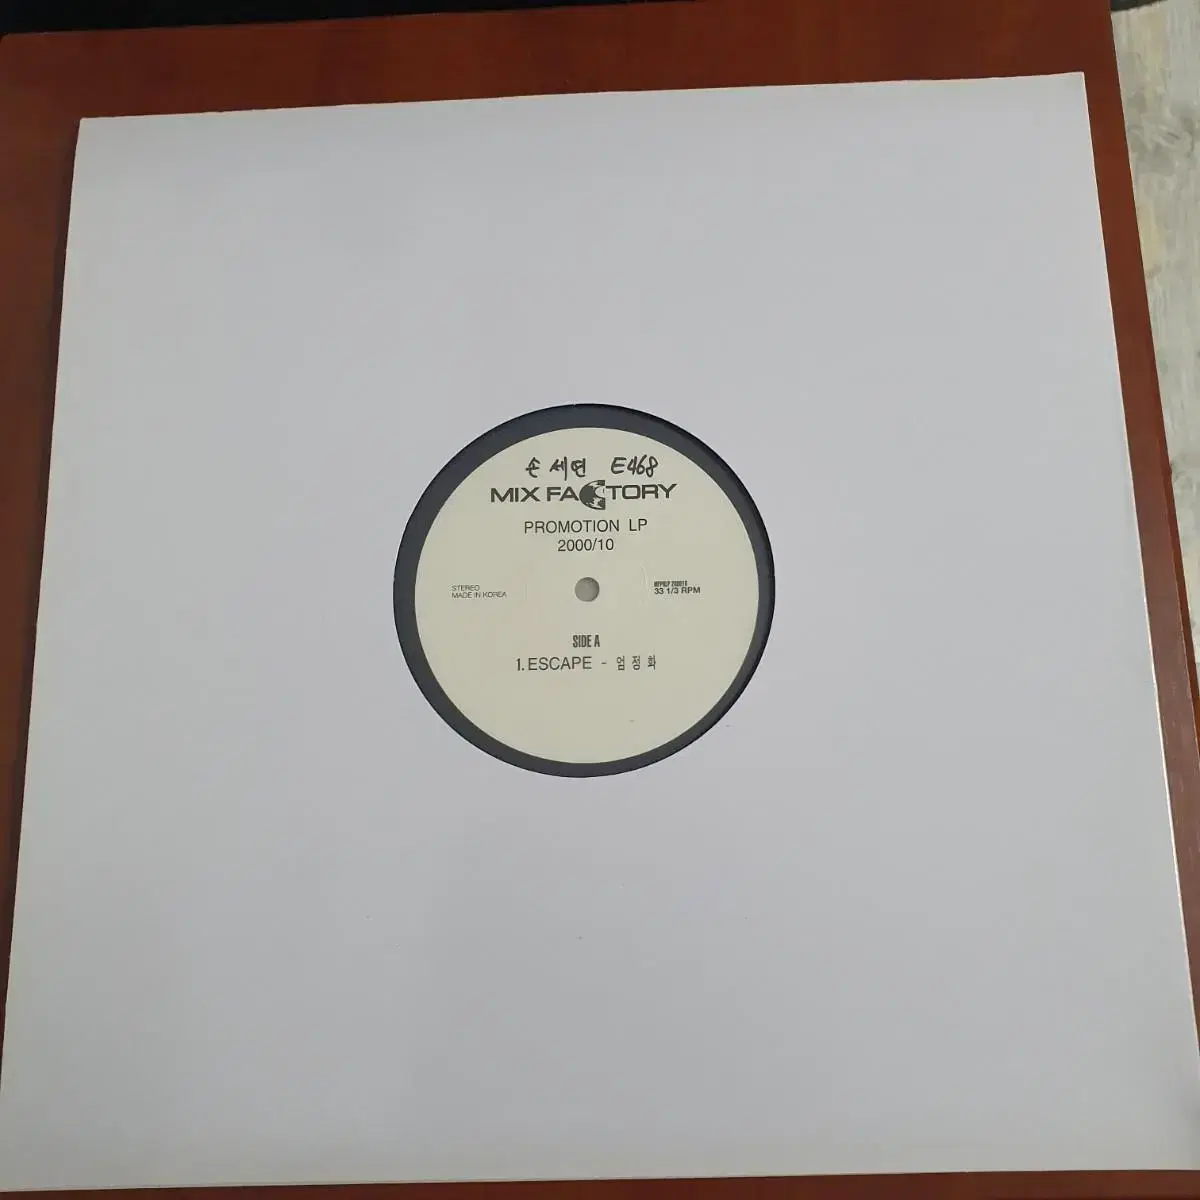 손세연 E468
MIX FACTORY
PROMOTION LP
2000/10
STEREO
MADE IN KOREA
33 1/3 RPM
SIDE A
1. ESCAPE - 엄정화